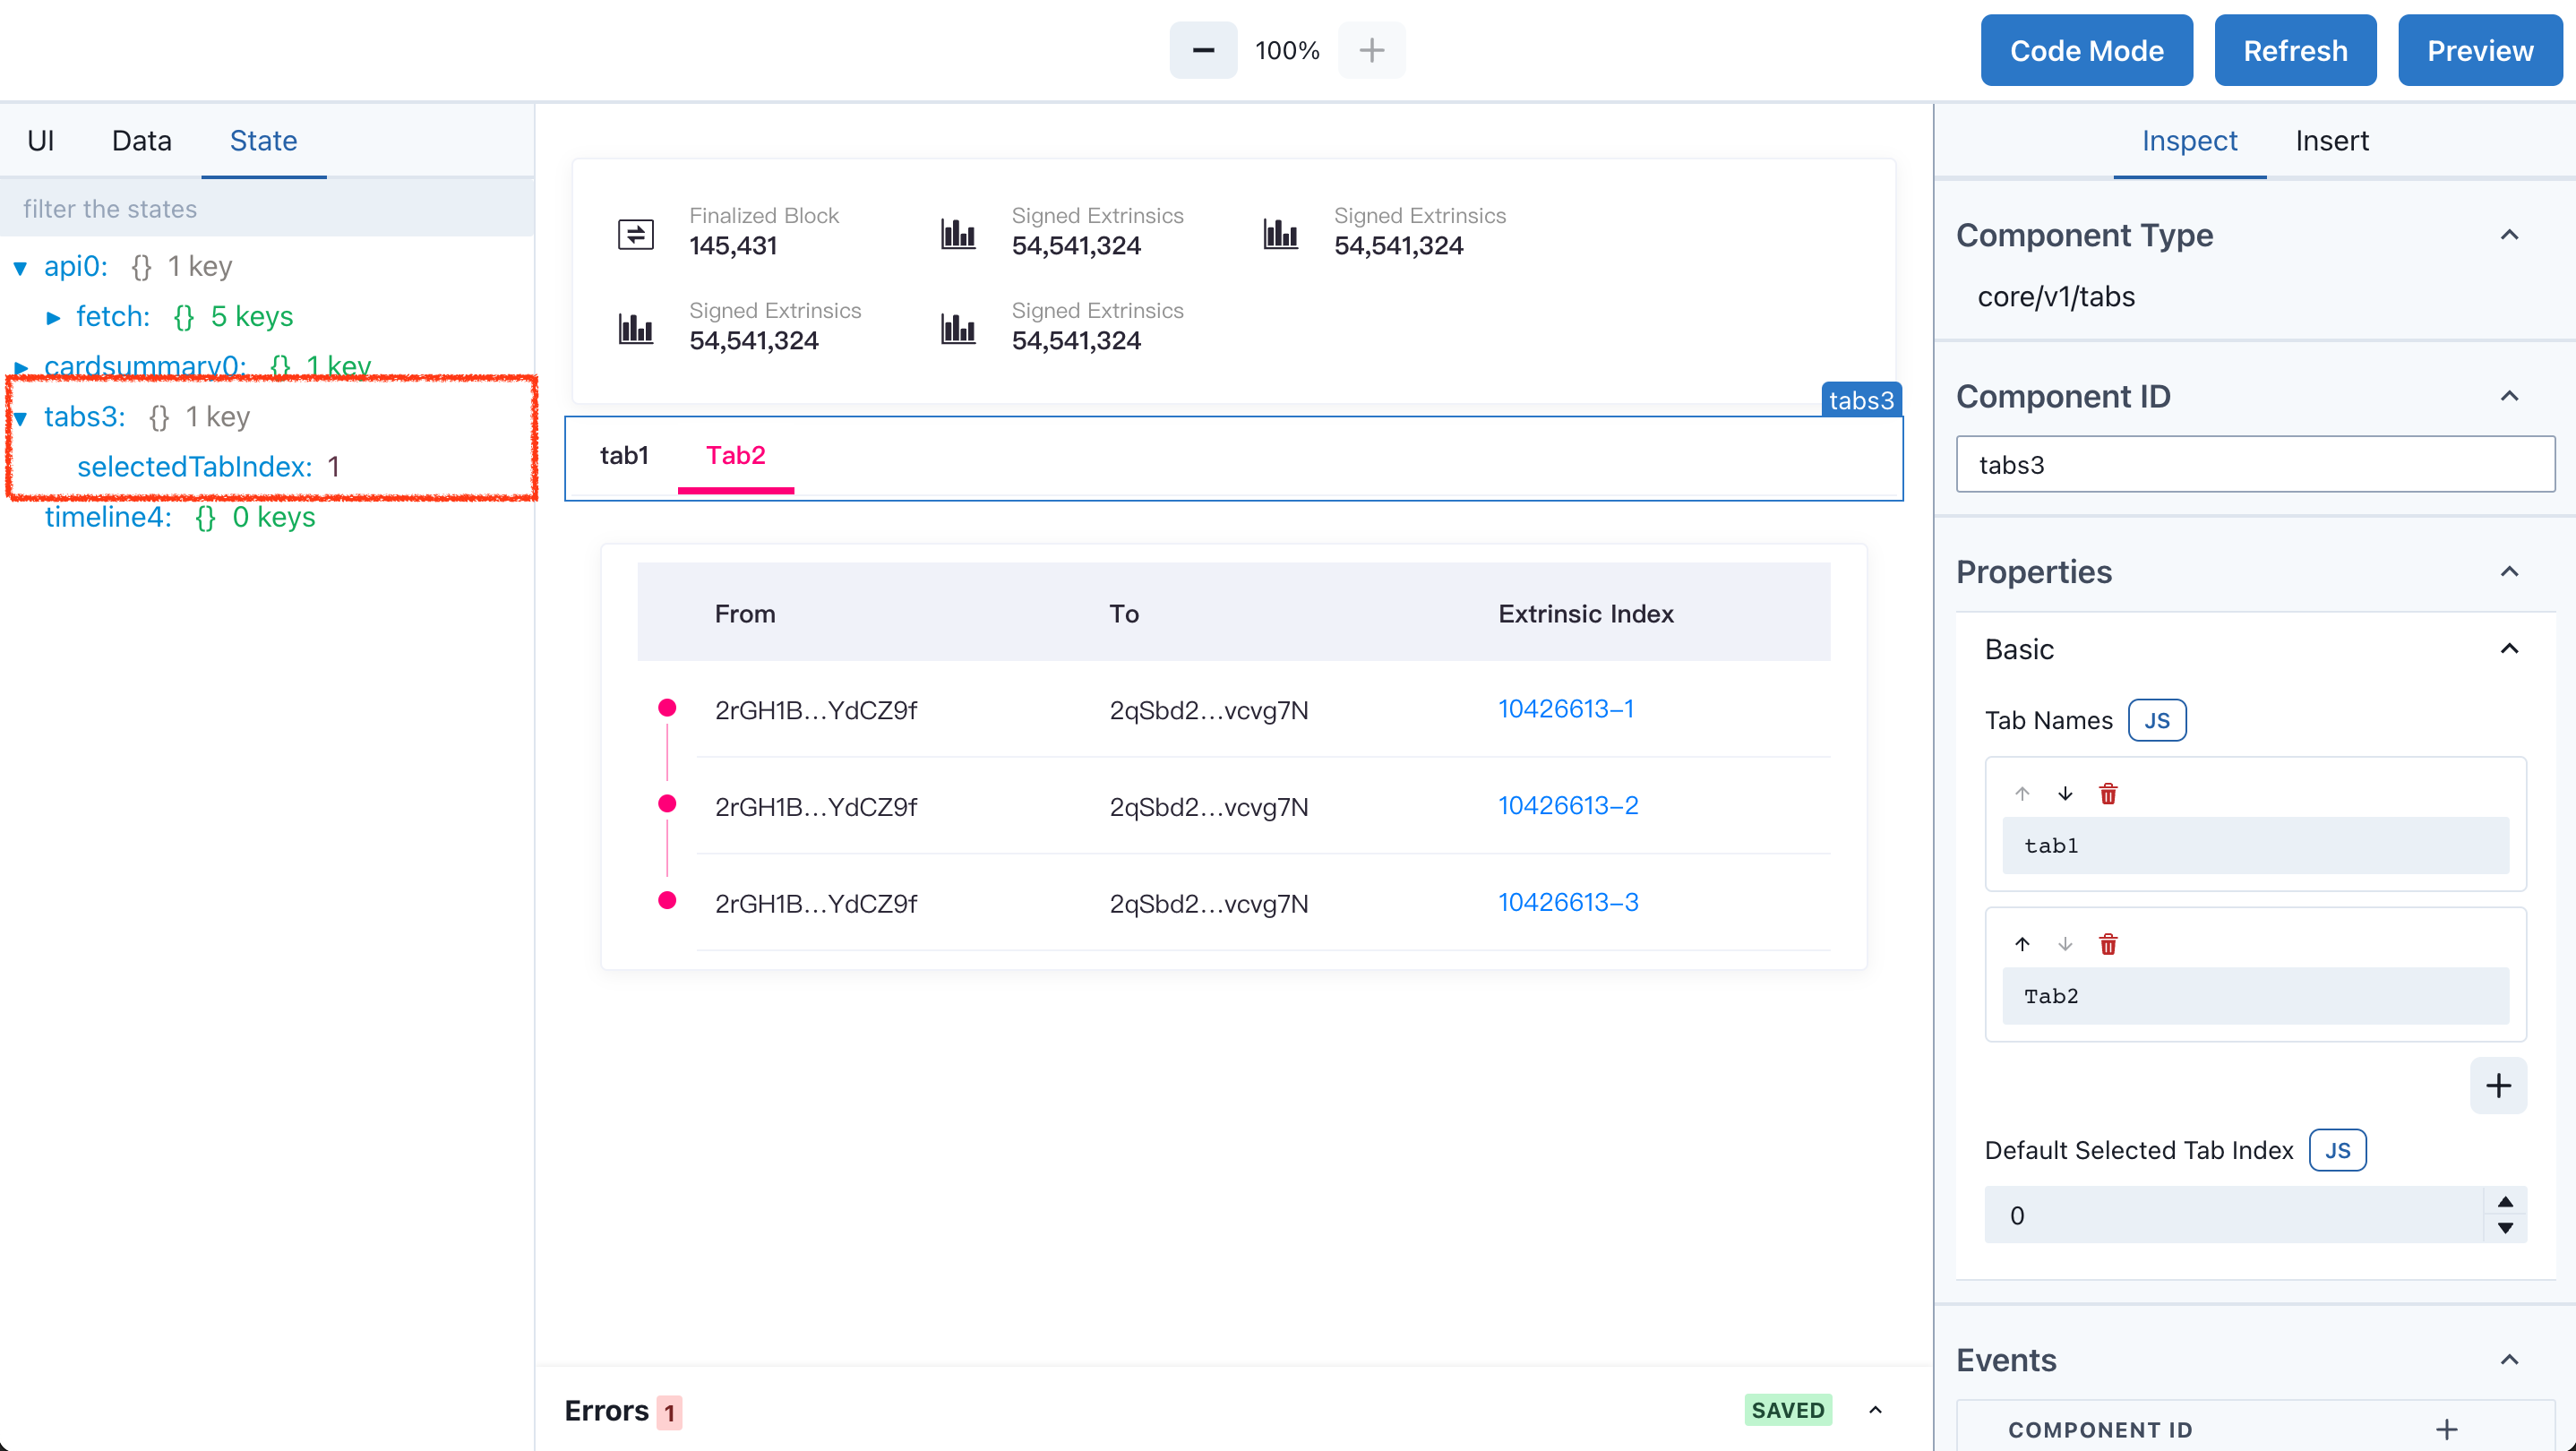 100%
Code Mode
Refresh
Preview
UI
Data
State
filter the states
api0: {} 1 key
fetch: {} 5 keys
cardsummary0: {} 1 key
tabs3: {} 1 key
selectedTabIndex: 1
timeline4: {} 0 keys
Finalized Block
145,431
Signed Extrinsics
54,541,324
Signed Extrinsics
54,541,324
Signed Extrinsics
54,541,324
Signed Extrinsics
54,541,324
tabs3
tab1
Tab2
From To Extrinsic Index
2rGH1B...YdCZ9f 2qSbd2...vcvg7N 10426613-1
2rGH1B...YdCZ9f 2qSbd2...vcvg7N 10426613-2
2rGH1B...YdCZ9f 2qSbd2...vcvg7N 10426613-3
Errors 1
SAVED
Inspect
Insert
Component Type
core/v1/tabs
Component ID
tabs3
Properties
Basic
Tab Names JS
tab1
Tab2
Default Selected Tab Index JS
0
Events
COMPONENT ID